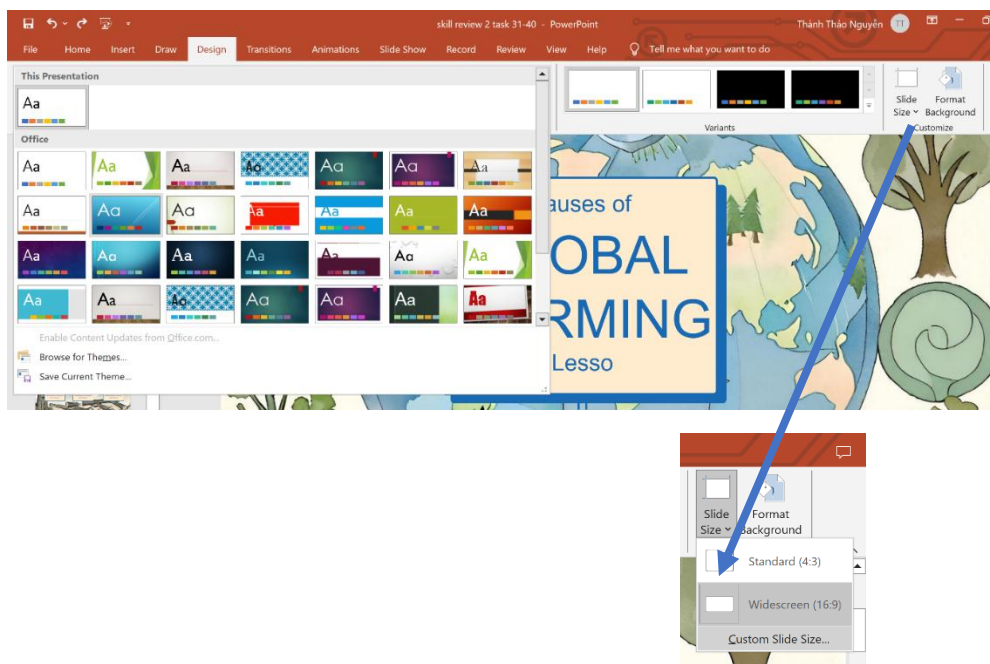 skill review 2 task 31-40 - PowerPoint
Thành Thảo Nguyễn
TT
File Home Insert Draw Design Transitions Animations Slide Show Record Review View Help Tell me what you want to do
This Presentation
Aa
Office
Aa Aa Aa Aa Aa Aa Aa
Aa Aa Aa Aa Aa Aa Aa
Aa Aa Aa Aa Aa Aa Aa
Aa Aa Aa Aa Aa Aa Aa
Enable Content Updates from Office.com...
Browse for Themes...
Save Current Theme...
Variants
Slide
Size
Format
Background
Customize
auses of
OBAL
RMING
Lesso
Slide
Size
Format
Background
Standard (4:3)
Widescreen (16:9)
Custom Slide Size...